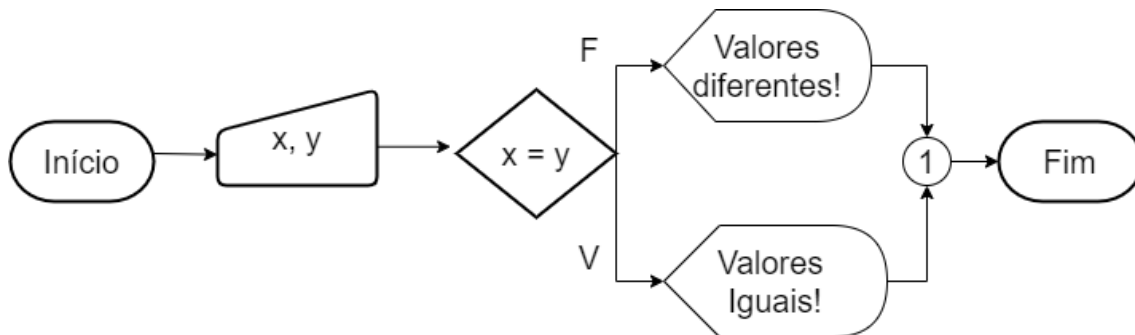 Início
x, y
x = y
F
Valores
diferentes!
V
Valores
Iguais!
1
Fim